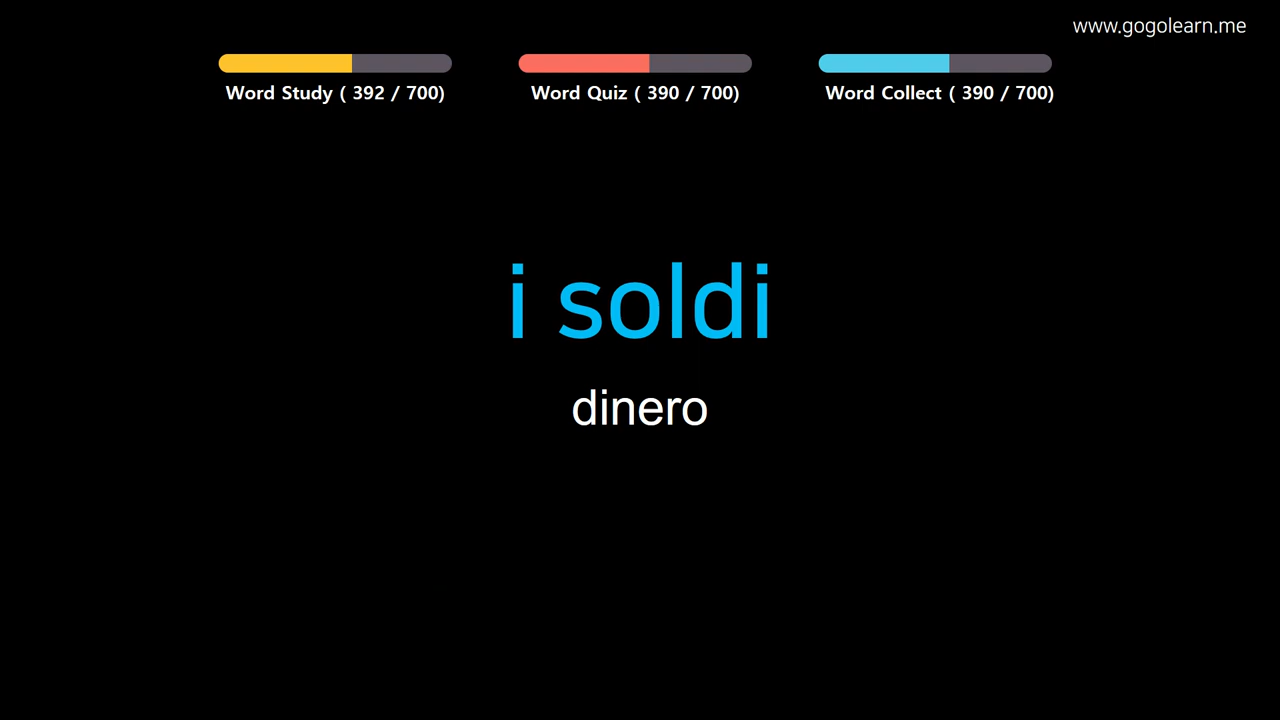 www.gogolearn.me
Word Study ( 392 / 700)
Word Quiz ( 390 / 700)
Word Collect ( 390 / 700)
i soldi
dinero